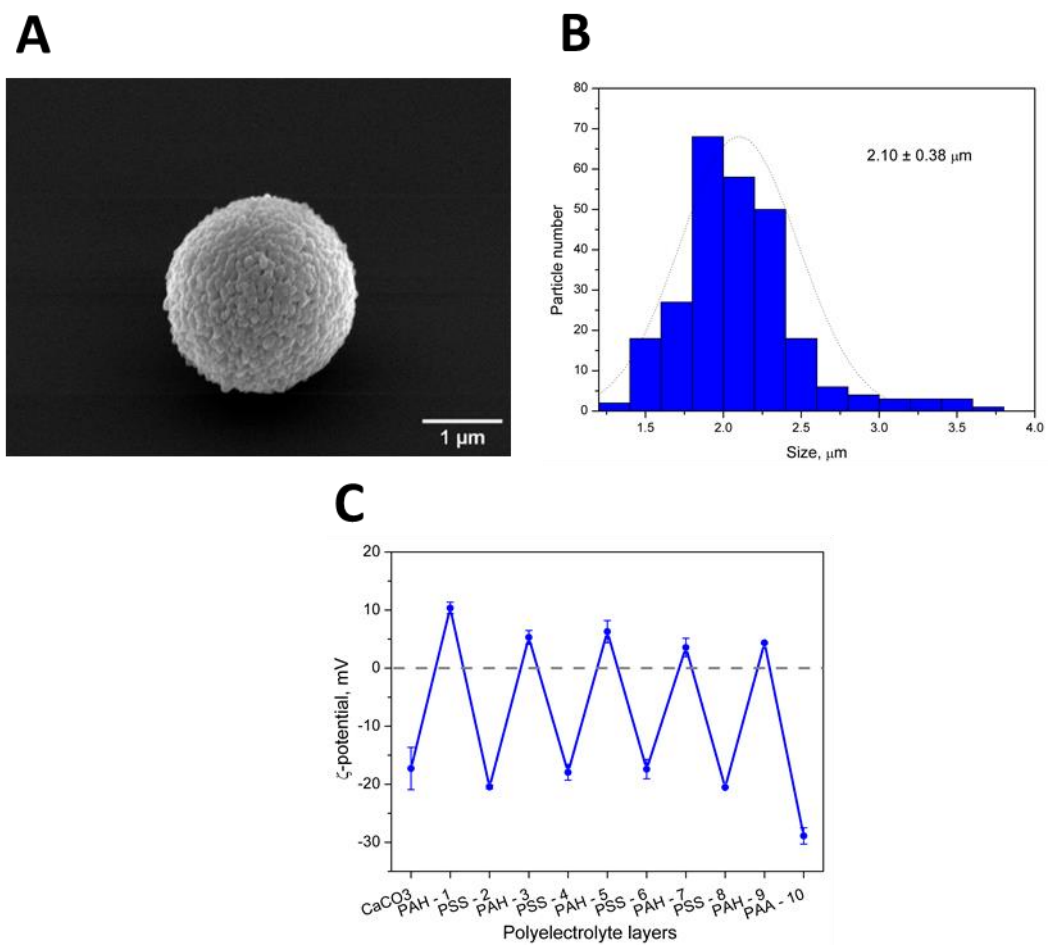 A
1 μm
B
80
70
60
50
40
30
20
10
0
Particle number
2.10 ± 0.38 μm
1.5
2.0
2.5
3.0
3.5
4.0
Size, μm
C
20
10
0
-10
-20
-30
ζ-potential, mV
CaCO3
PAH - 1
PSS - 2
PAH - 3
PSS - 4
PAH - 5
PSS - 6
PAH - 7
PSS - 8
PAH - 9
PAA - 10
Polyelectrolyte layers